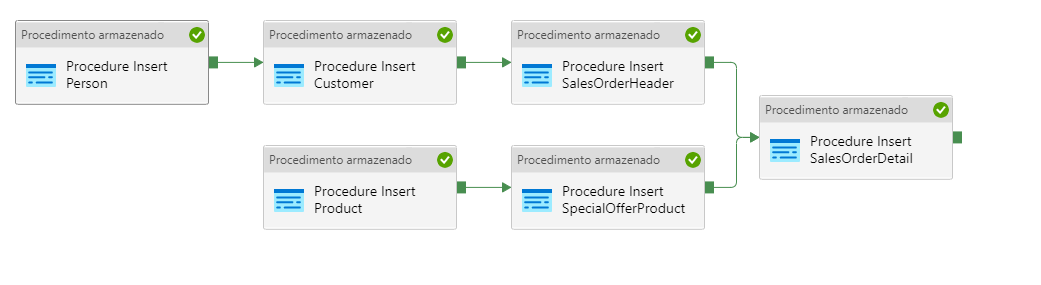 Procedimento armazenado
Procedure Insert
Person
Procedimento armazenado
Procedure Insert
Customer
Procedimento armazenado
Procedure Insert
SalesOrderHeader
Procedimento armazenado
Procedure Insert
SalesOrderDetail
Procedimento armazenado
Procedure Insert
Product
Procedimento armazenado
Procedure Insert
SpecialOfferProduct